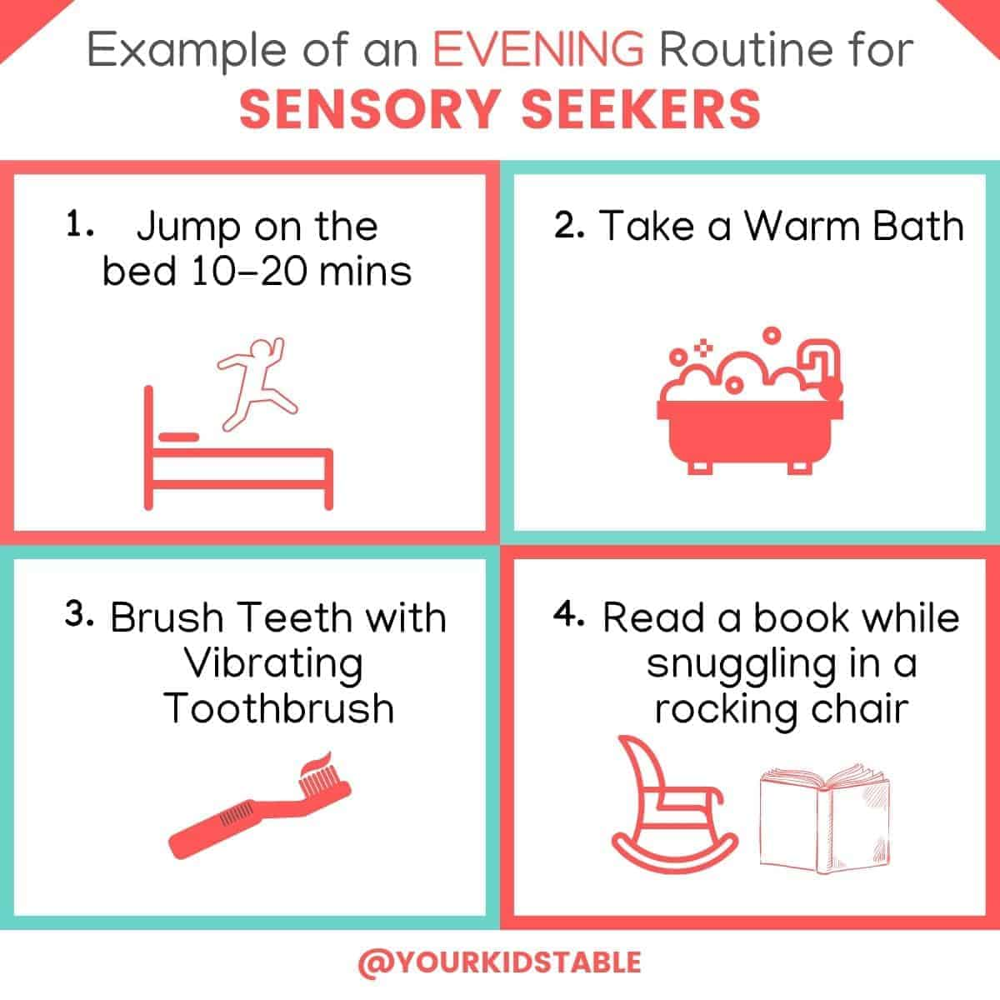 Example of an EVENING Routine for
SENSORY SEEKERS
1. Jump on the
bed 10-20 mins
2. Take a Warm Bath
3. Brush Teeth with
Vibrating
Toothbrush
4. Read a book while
snuggling in a
rocking chair
@YOURKIDSTABLE